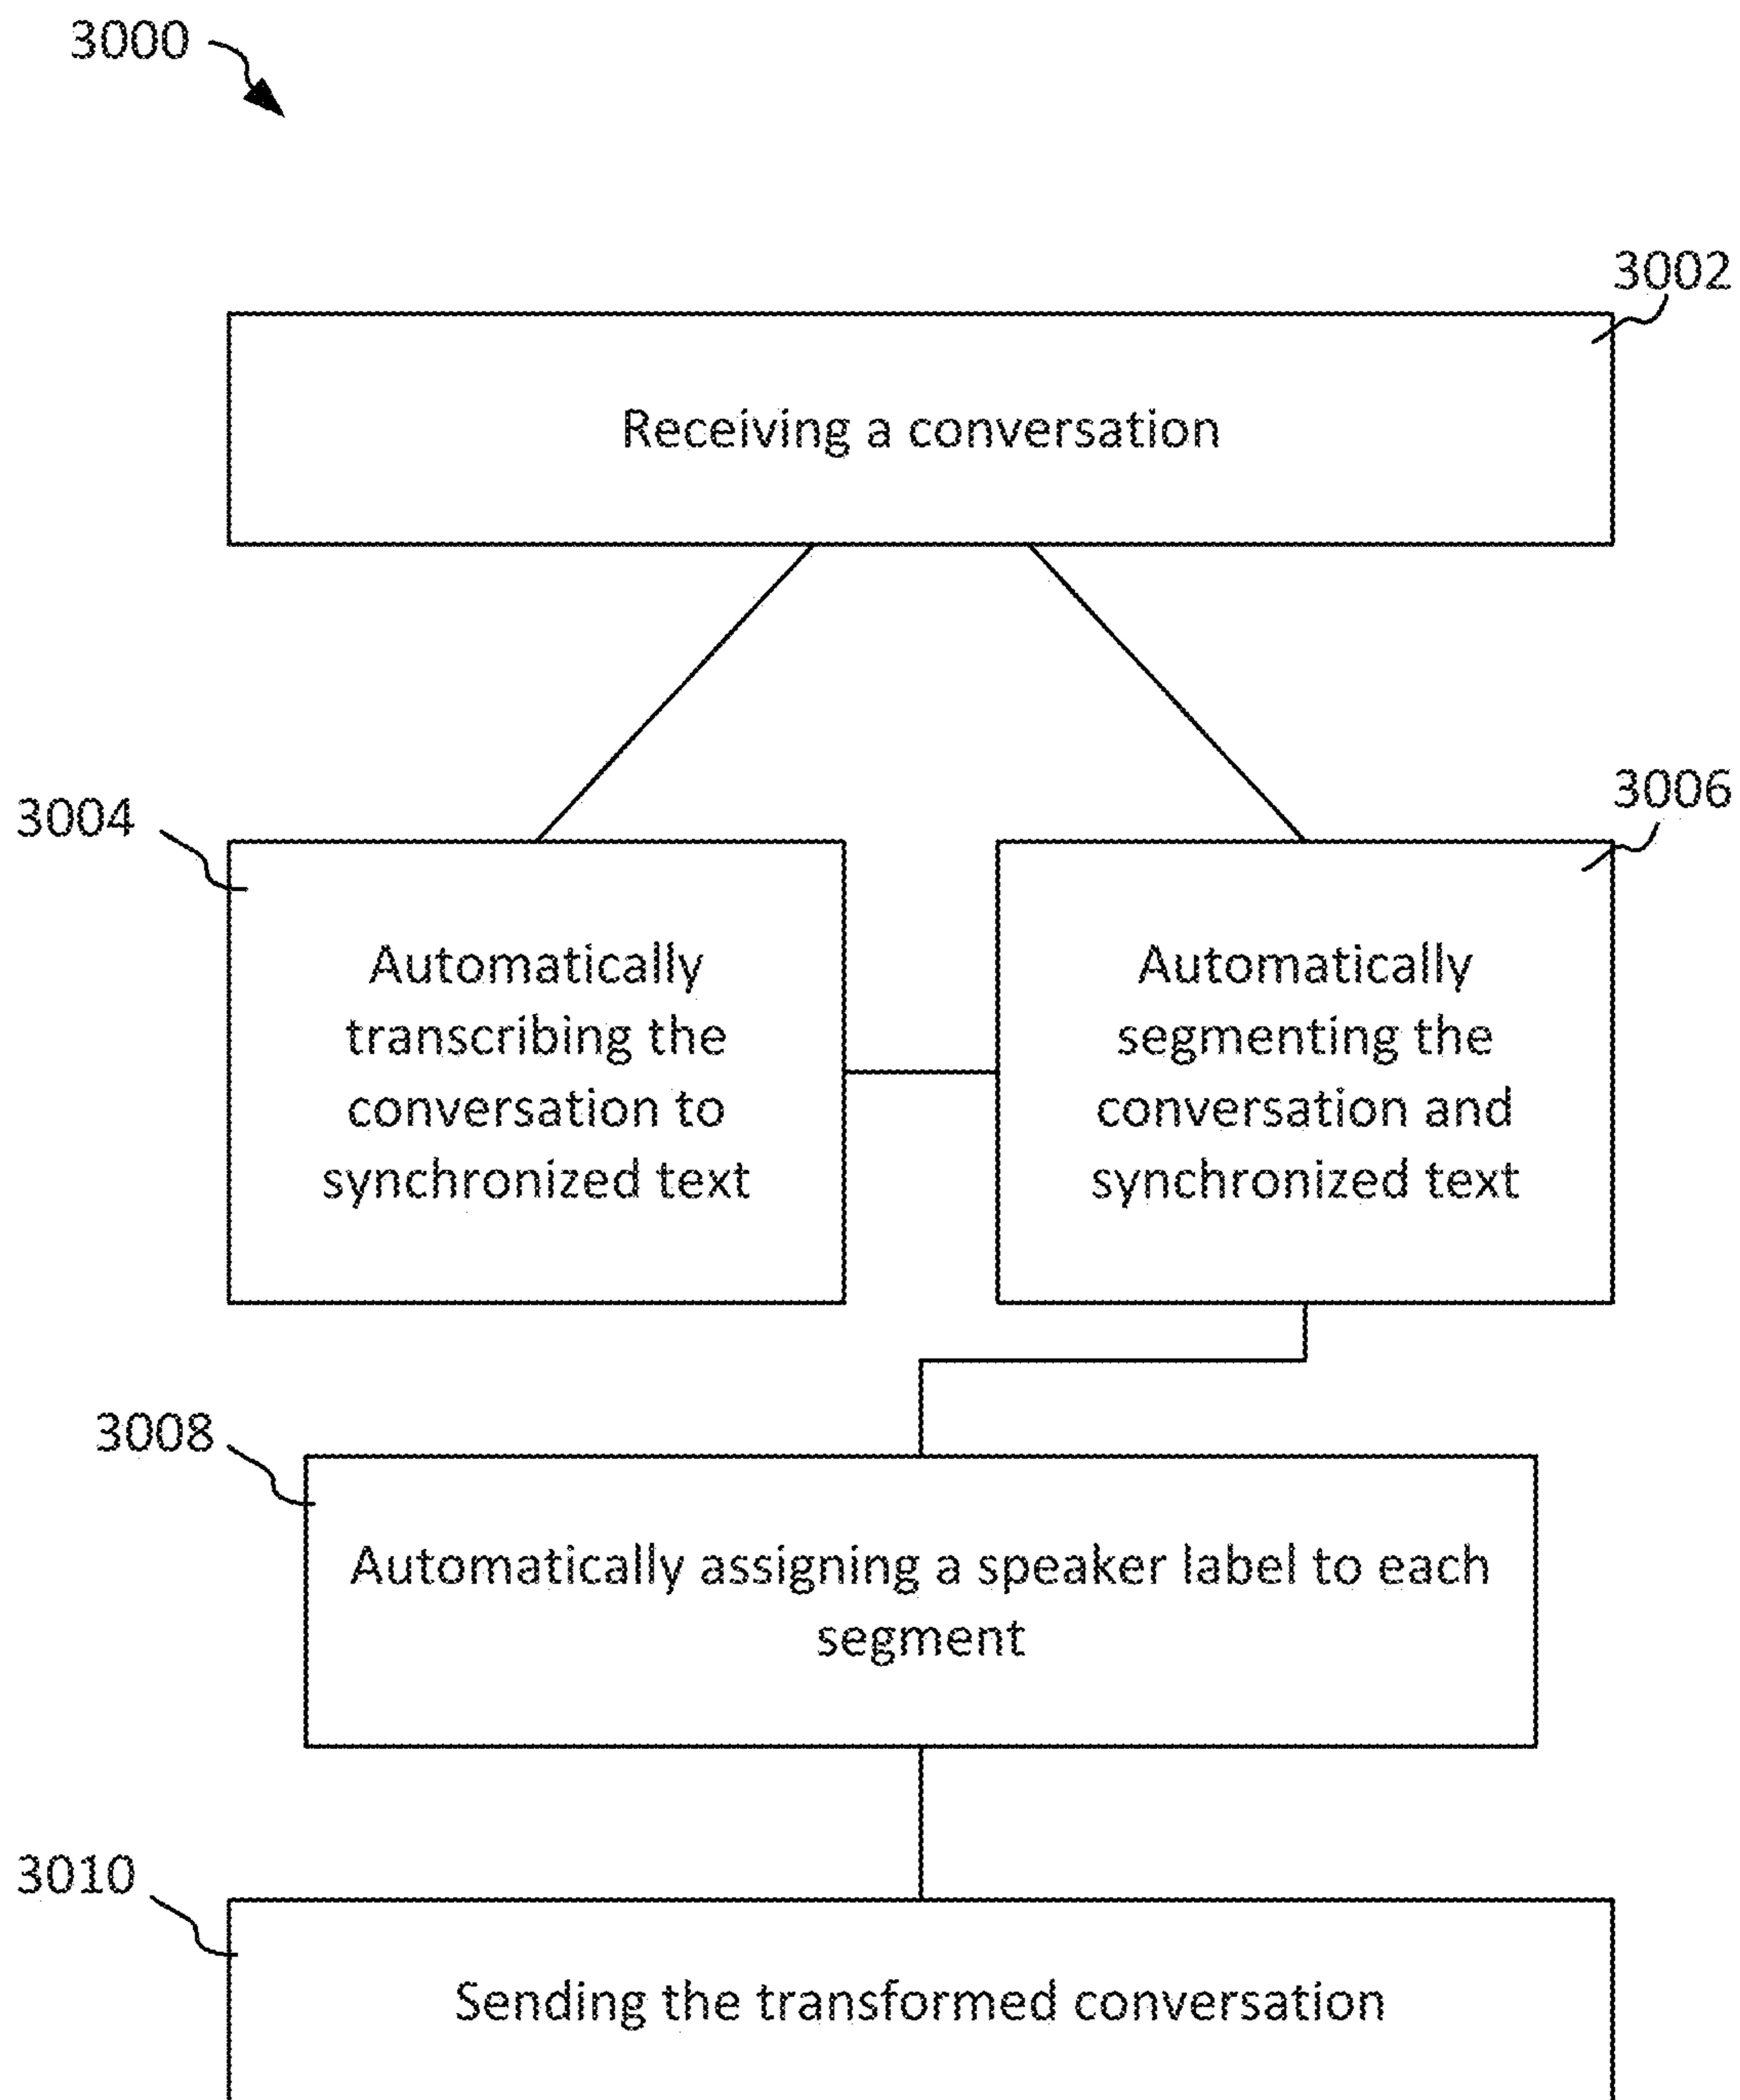 3000
3002
Receiving a conversation
3004
3006
Automatically
transcribing the
conversation to
synchronized text
Automatically
segmenting the
conversation and
synchronized text
3008
Automatically assigning a speaker label to each
segment
3010
Sending the transformed conversation